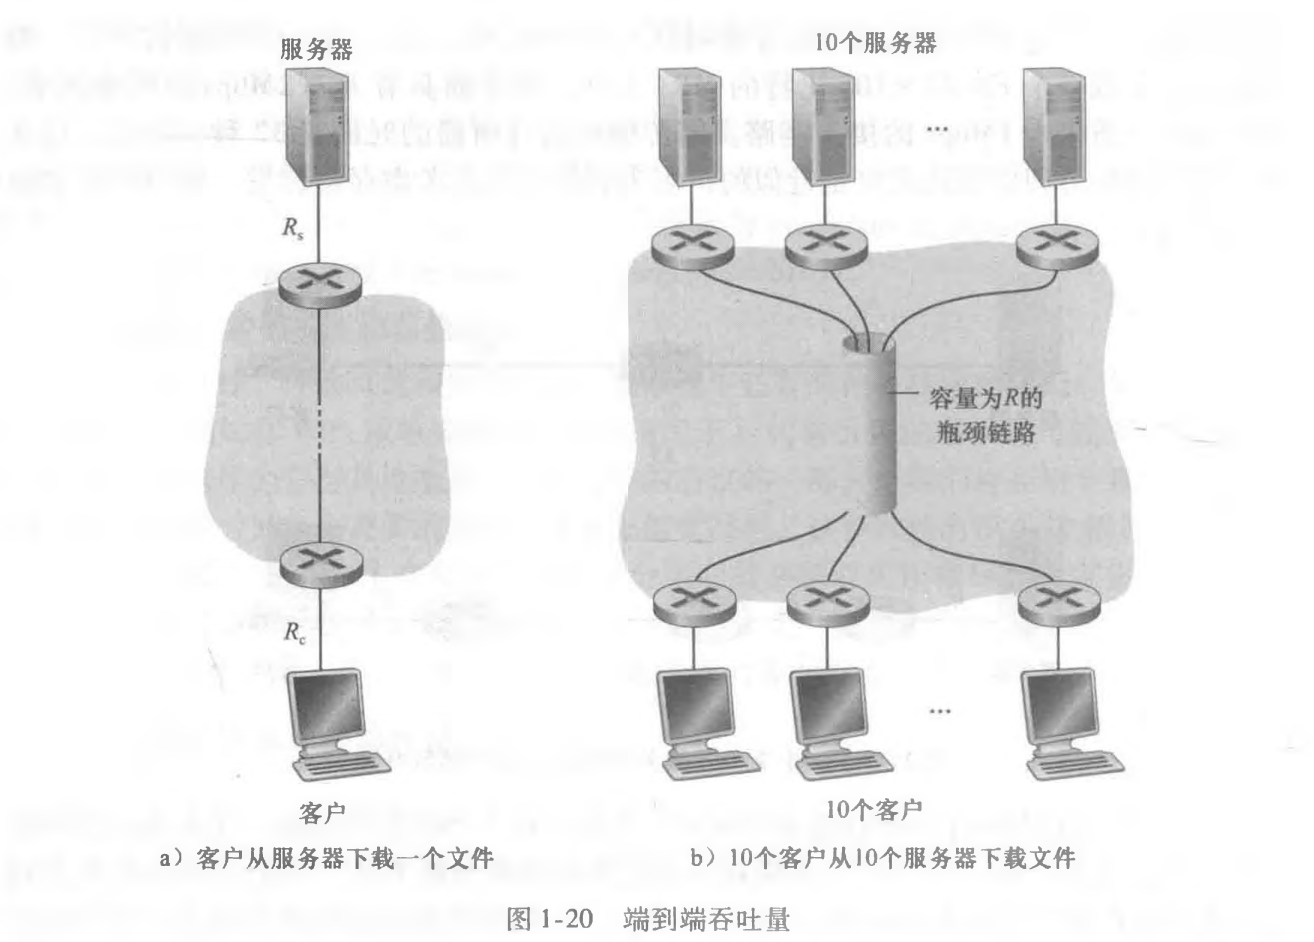 服务器
10个服务器
...
Rs
容量为R的
瓶颈链路
Rc
...
客户
10个客户
a）客户从服务器下载一个文件
b）10个客户从10个服务器下载文件
图1-20 端到端吞吐量